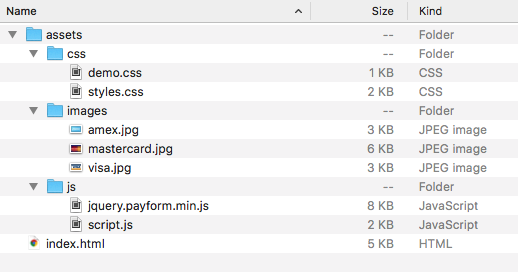 Name Size Kind
assets -- Folder
css -- Folder
demo.css 1 KB CSS
styles.css 2 KB CSS
images -- Folder
amex.jpg 3 KB JPEG image
mastercard.jpg 6 KB JPEG image
visa.jpg 3 KB JPEG image
js -- Folder
jquery.payform.min.js 8 KB JavaScript
script.js 2 KB JavaScript
index.html 5 KB HTML